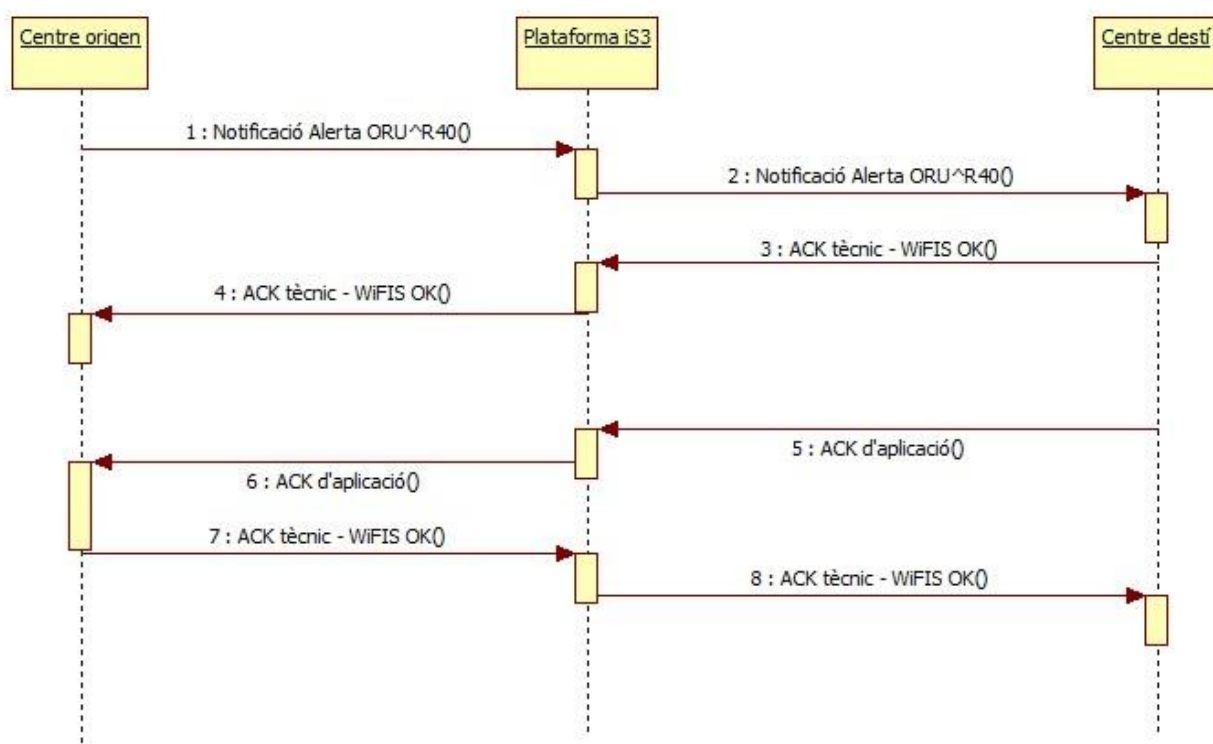 Centre origen
Plataforma iS3
Centre destí
1 : Notificació Alerta ORU^R40()
2 : Notificació Alerta ORU^R40()
3 : ACK tècnic - WiFIS OK()
4 : ACK tècnic - WiFIS OK()
5 : ACK d'aplicació()
6 : ACK d'aplicació()
7 : ACK tècnic - WiFIS OK()
8 : ACK tècnic - WiFIS OK()